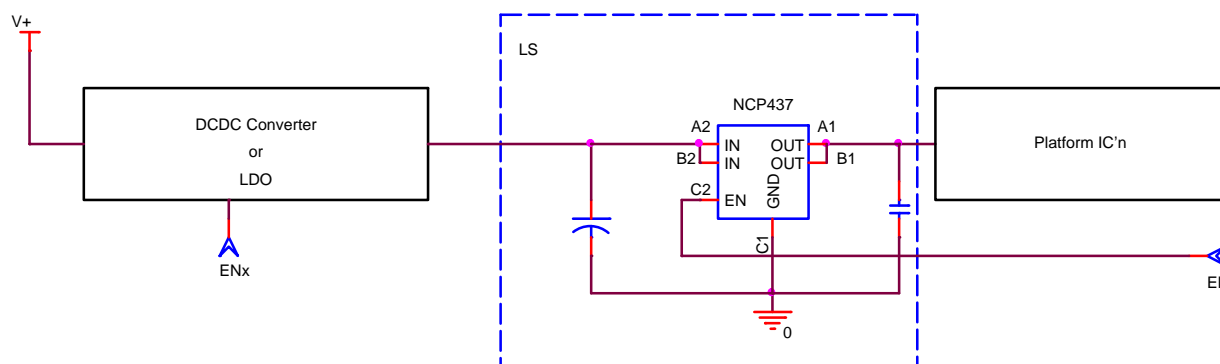 V+
LS
NCP437
DCDC Converter
or
LDO
A2
A1
IN
OUT
Platform IC'n
B2
IN
OUT
B1
C2
EN
GND
C1
ENx
0